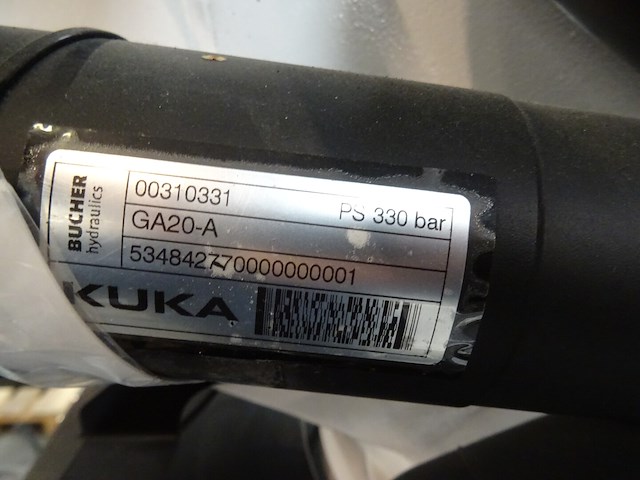 BUCHER
hydraulics
00310331 PS 330 bar
GA20-A
534842770000000001
KUKA